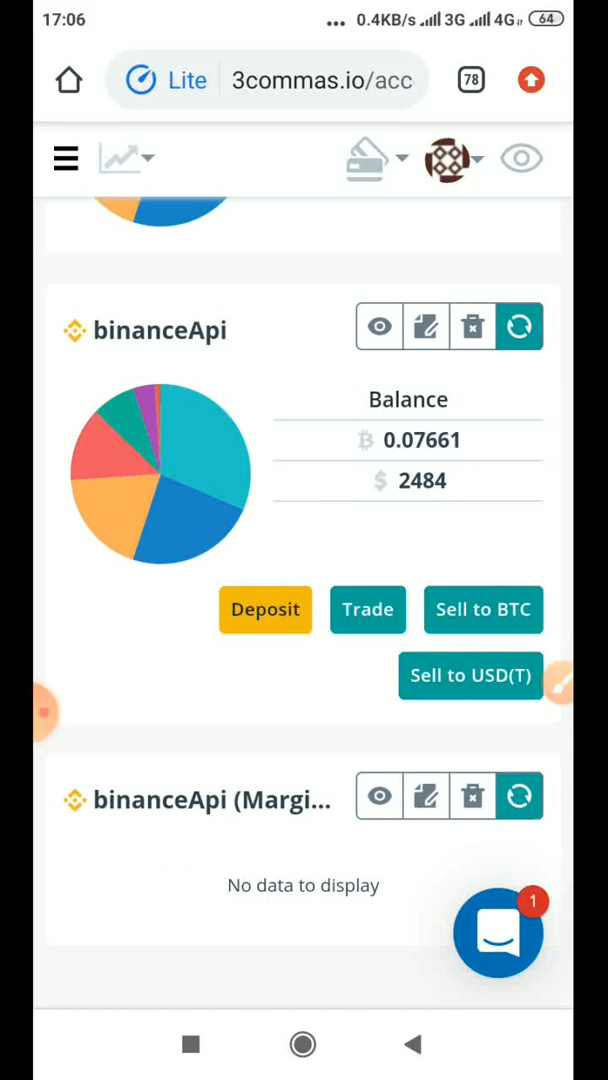 17:06 ... 0.4KB/s 3G 4G 64
Lite 3commas.io/acc 78
binanceApi
Balance
₿ 0.07661
$ 2484
Deposit Trade Sell to BTC
Sell to USD(T)
binanceApi (Margi...
No data to display
1